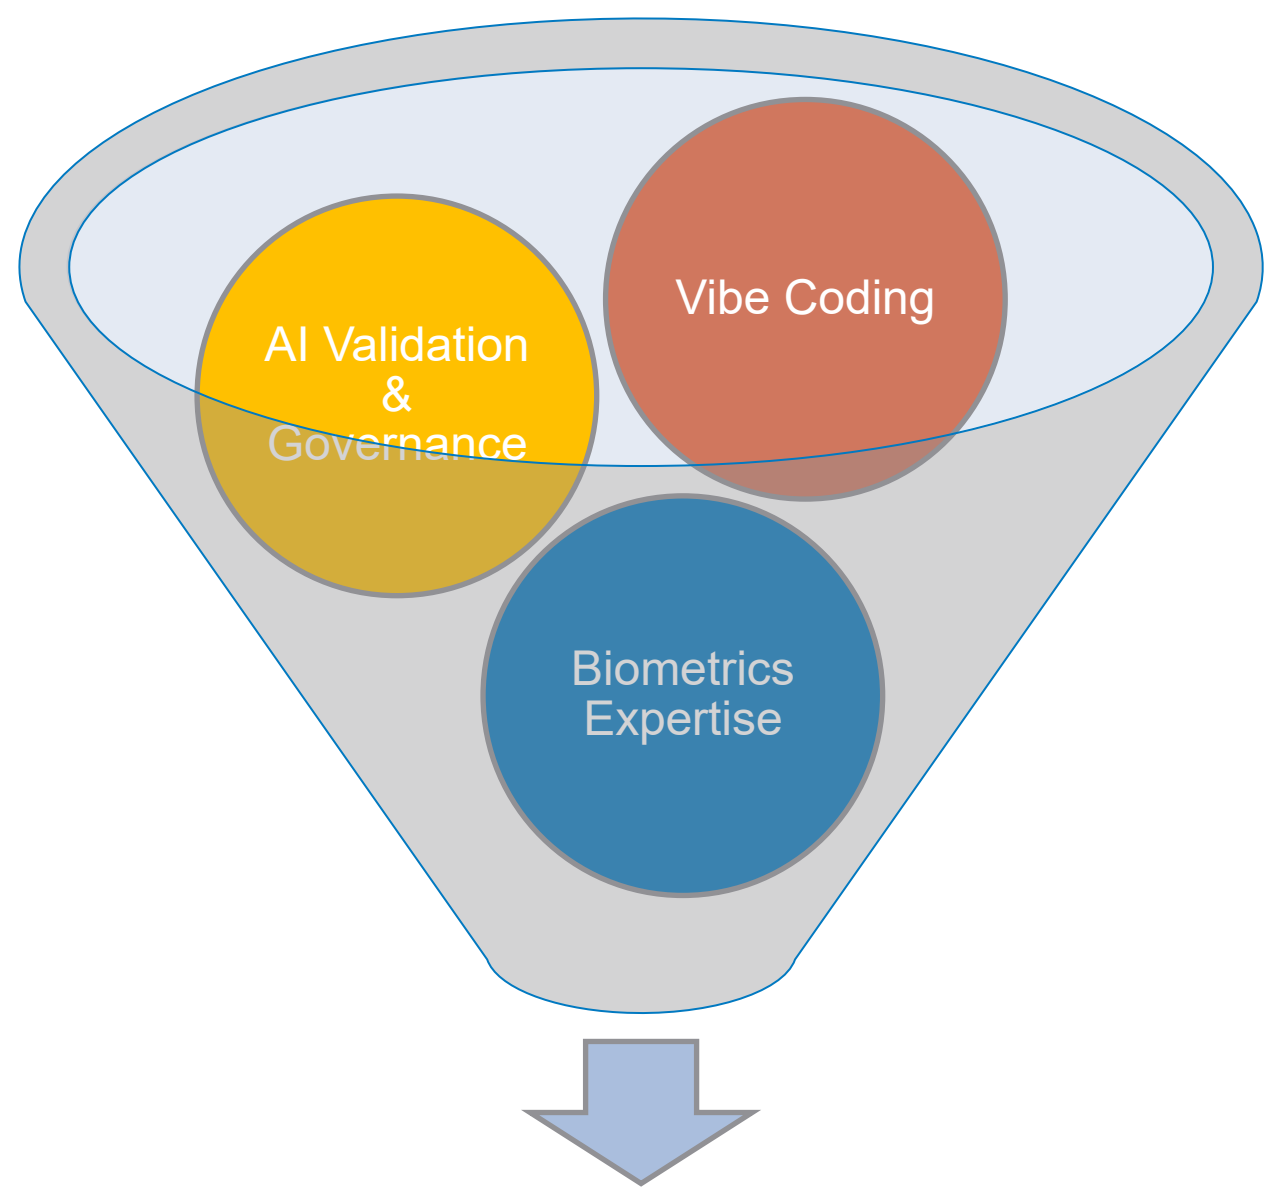 AI Validation
&
Governance
Vibe Coding
Biometrics
Expertise